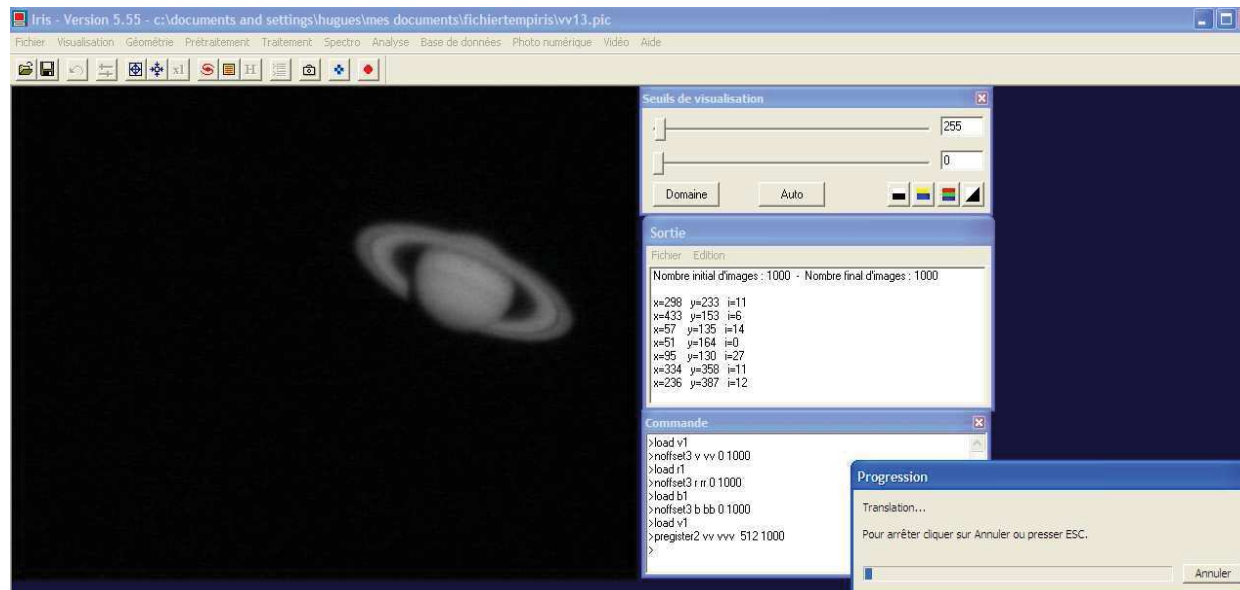 Iris - Version 5.55 - c:\documents and settings\hugues\mes documents\fichiertempiris\vv13.pic
Fichier Visualisation Géométrie Prétraitement Traitement Spectro Analyse Base de données Photo numérique Vidéo Aide
x1 H
Seuils de visualisation
255
0
Domaine Auto
Sortie
Fichier Edition
Nombre initial d'images : 1000 - Nombre final d'images : 1000
x=298 y=233 i=11
x=433 y=153 i=6
x=57 y=135 i=14
x=51 y=164 i=0
x=95 y=130 i=27
x=334 y=358 i=11
x=236 y=387 i=12
Commande
>load v1
>noffset3 v vv 0 1000
>load r1
>noffset3 r rr 0 1000
>load b1
>noffset3 b bb 0 1000
>load v1
>pregister2 vv vvv 512 1000
>
Progression
Translation...
Pour arrêter cliquer sur Annuler ou presser ESC.
Annuler